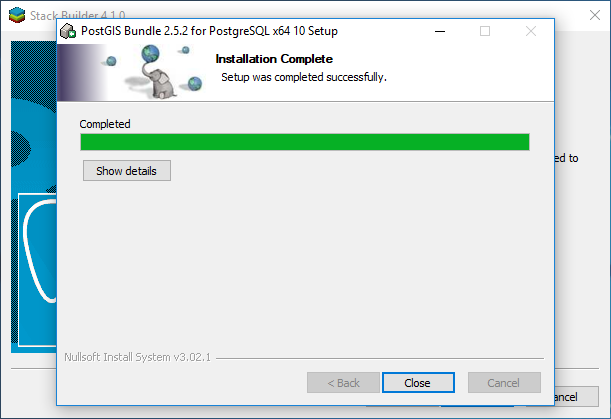 Stack Builder 4.1.0
PostGIS Bundle 2.5.2 for PostgreSQL x64 10 Setup
Installation Complete
Setup was completed successfully.
Completed
Show details
ed to
Nullsoft Install System v3.02.1
< Back
Close
Cancel
ancel